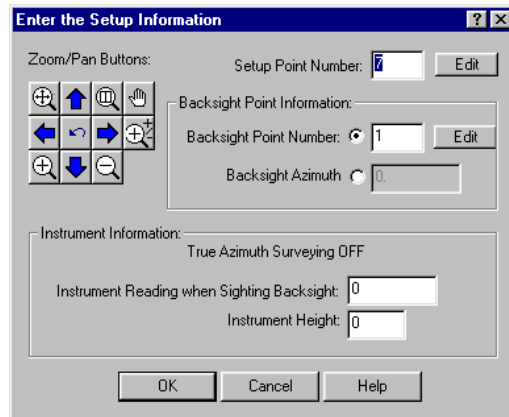 Enter the Setup Information
Zoom/Pan Buttons:
Setup Point Number: 7 Edit
Backsight Point Information:
Backsight Point Number: 1 Edit
Backsight Azimuth 0.
Instrument Information:
True Azimuth Surveying OFF
Instrument Reading when Sighting Backsight: 0
Instrument Height: 0
OK Cancel Help